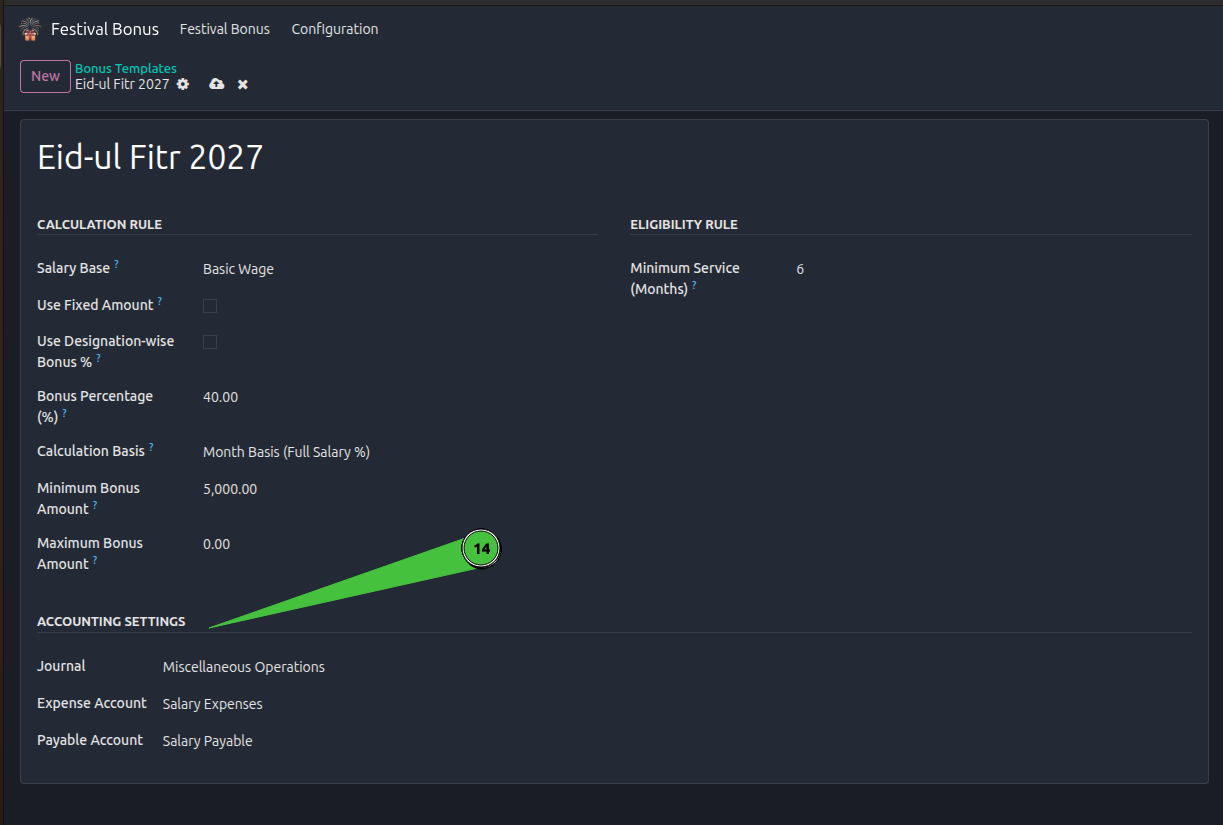 Festival Bonus Festival Bonus Configuration
New Bonus Templates
Eid-ul Fitr 2027
Eid-ul Fitr 2027
CALCULATION RULE
Salary Base ? Basic Wage
Use Fixed Amount ?
Use Designation-wise
Bonus % ?
Bonus Percentage
(%) ? 40.00
Calculation Basis ? Month Basis (Full Salary %)
Minimum Bonus
Amount ? 5,000.00
Maximum Bonus
Amount ? 0.00
ELIGIBILITY RULE
Minimum Service
(Months) ? 6
14
ACCOUNTING SETTINGS
Journal Miscellaneous Operations
Expense Account Salary Expenses
Payable Account Salary Payable